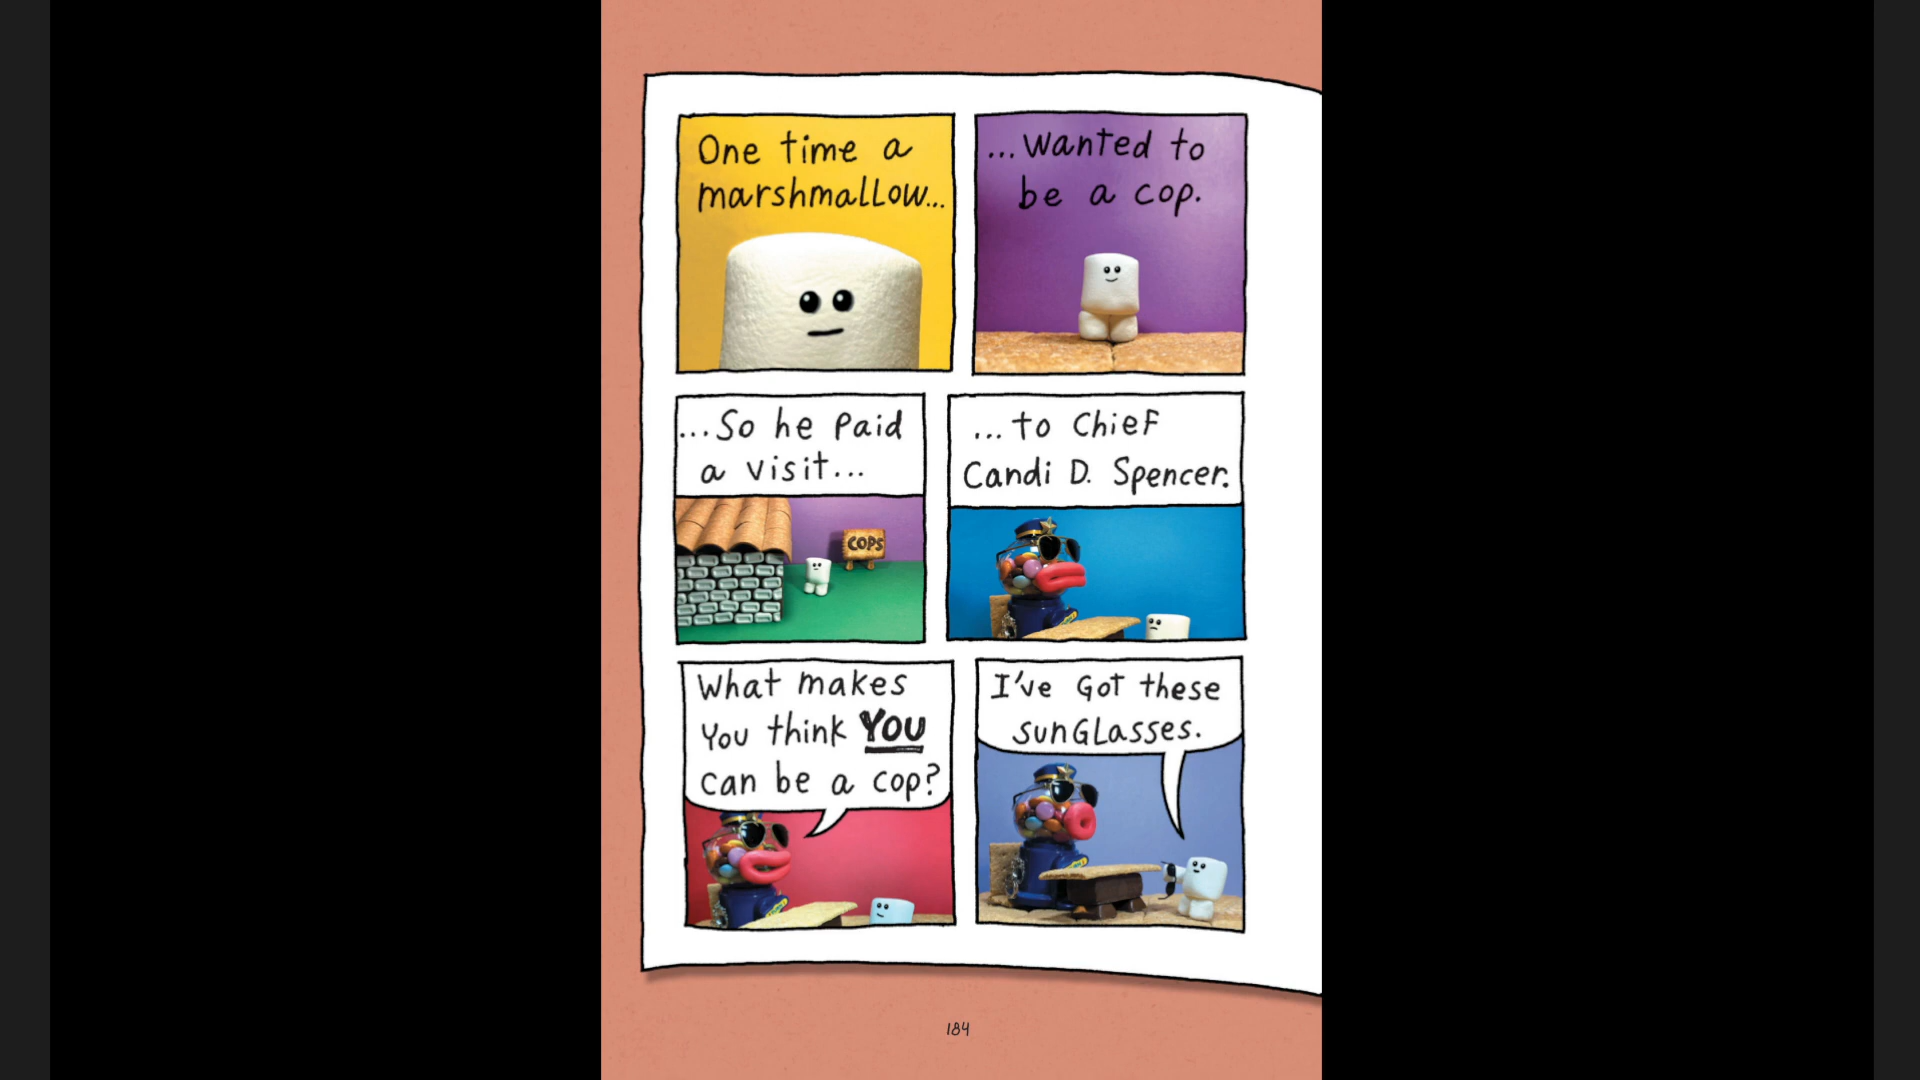 One time a
marshmallow...
...wanted to
be a cop.
...So he paid
a visit...
COPS
...to Chief
Candi D. Spencer.
What makes
you think YOU
can be a cop?
I've got these
sunglasses.
184